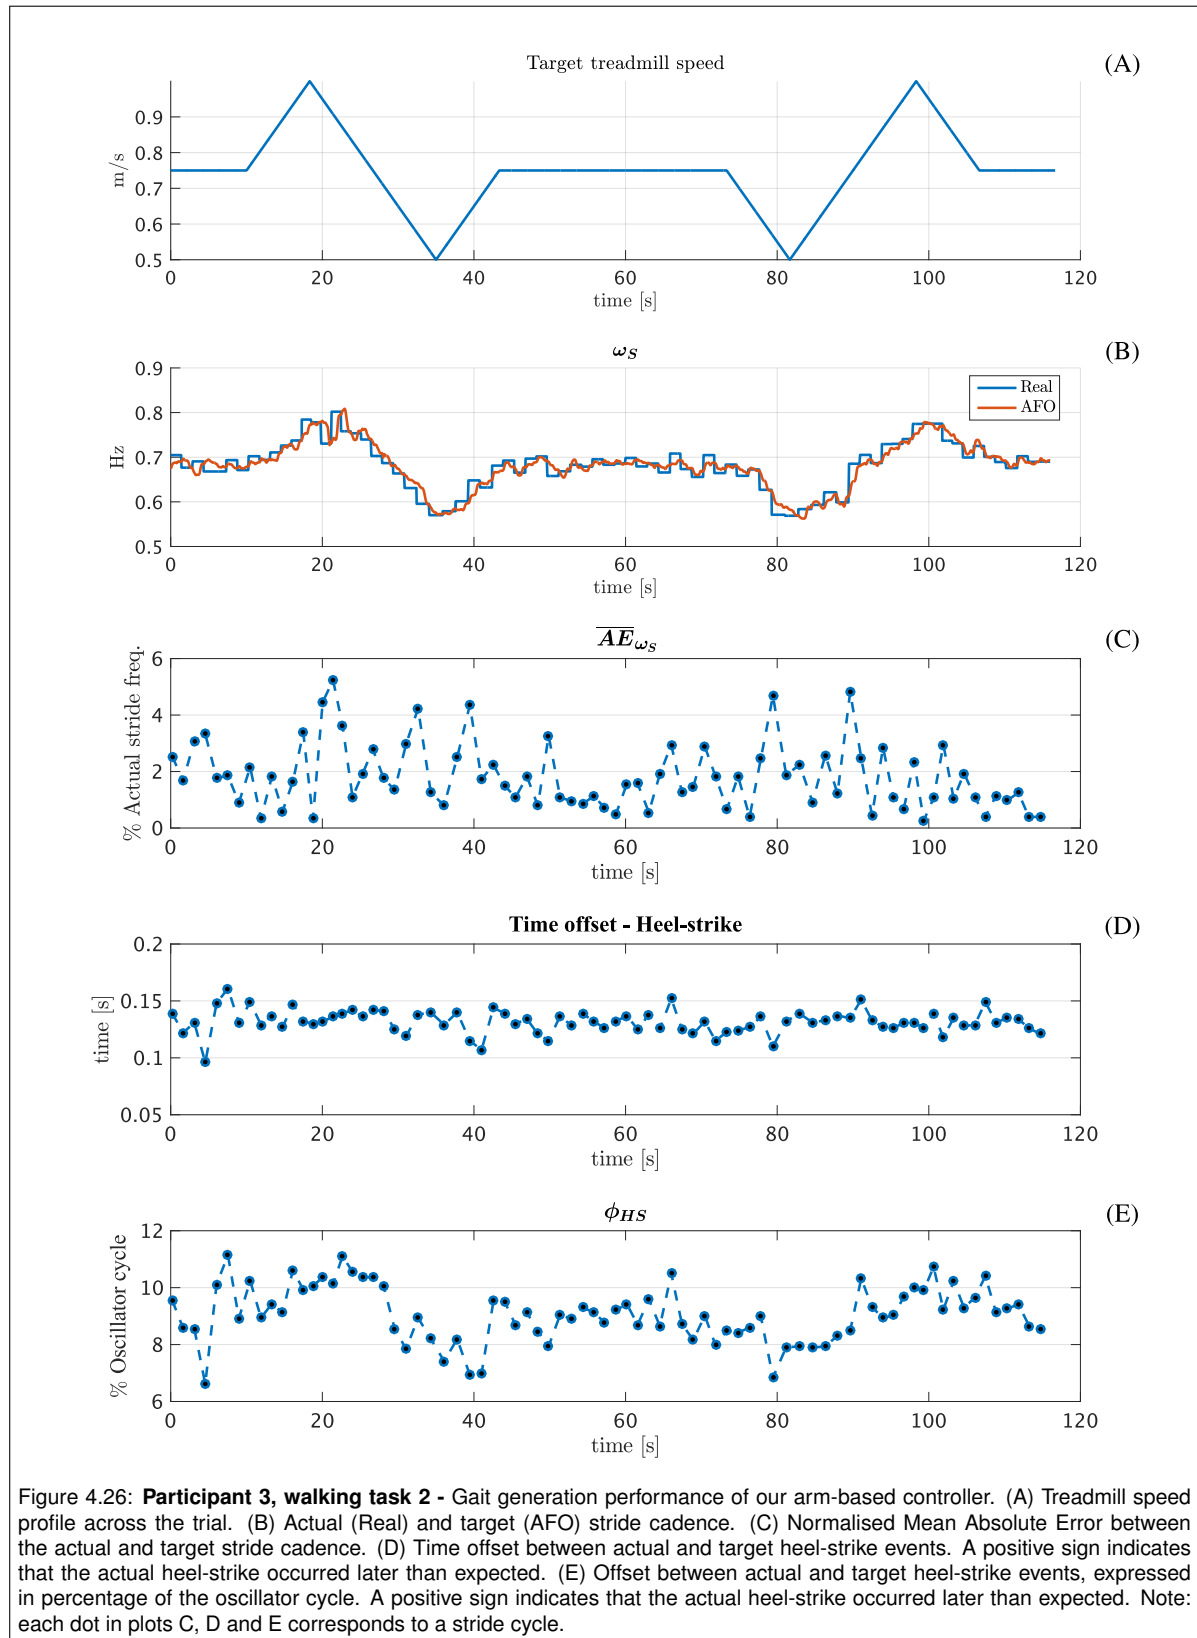 Target treadmill speed
(A)
m/s
0.9
0.8
0.7
0.6
0.5
0 20 40 60 80 100 120
time [s]
ω_S
(B)
Hz
0.9
0.8
0.7
0.6
0.5
Real
AFO
0 20 40 60 80 100 120
time [s]
A̅E̅_ω_S
(C)
% Actual stride freq.
6
4
2
0
0 20 40 60 80 100 120
time [s]
Time offset - Heel-strike
(D)
time [s]
0.2
0.15
0.1
0.05
0 20 40 60 80 100 120
time [s]
ϕ_HS
(E)
% Oscillator cycle
12
10
8
6
0 20 40 60 80 100 120
time [s]
Figure 4.26: Participant 3, walking task 2 - Gait generation performance of our arm-based controller. (A) Treadmill speed
profile across the trial. (B) Actual (Real) and target (AFO) stride cadence. (C) Normalised Mean Absolute Error between
the actual and target stride cadence. (D) Time offset between actual and target heel-strike events. A positive sign indicates
that the actual heel-strike occurred later than expected. (E) Offset between actual and target heel-strike events, expressed
in percentage of the oscillator cycle. A positive sign indicates that the actual heel-strike occurred later than expected. Note:
each dot in plots C, D and E corresponds to a stride cycle.